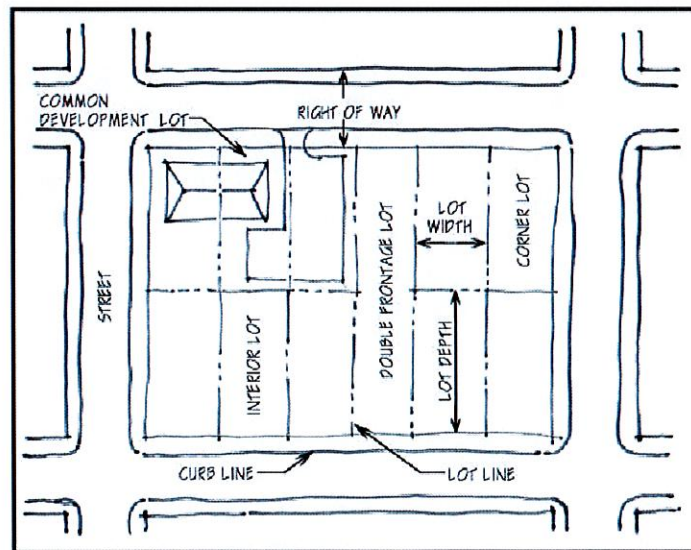 COMMON
DEVELOPMENT LOT
RIGHT OF WAY
LOT
WIDTH
CORNER LOT
DOUBLE FRONTAGE LOT
STREET
INTERIOR LOT
LOT DEPTH
CURB LINE
LOT LINE